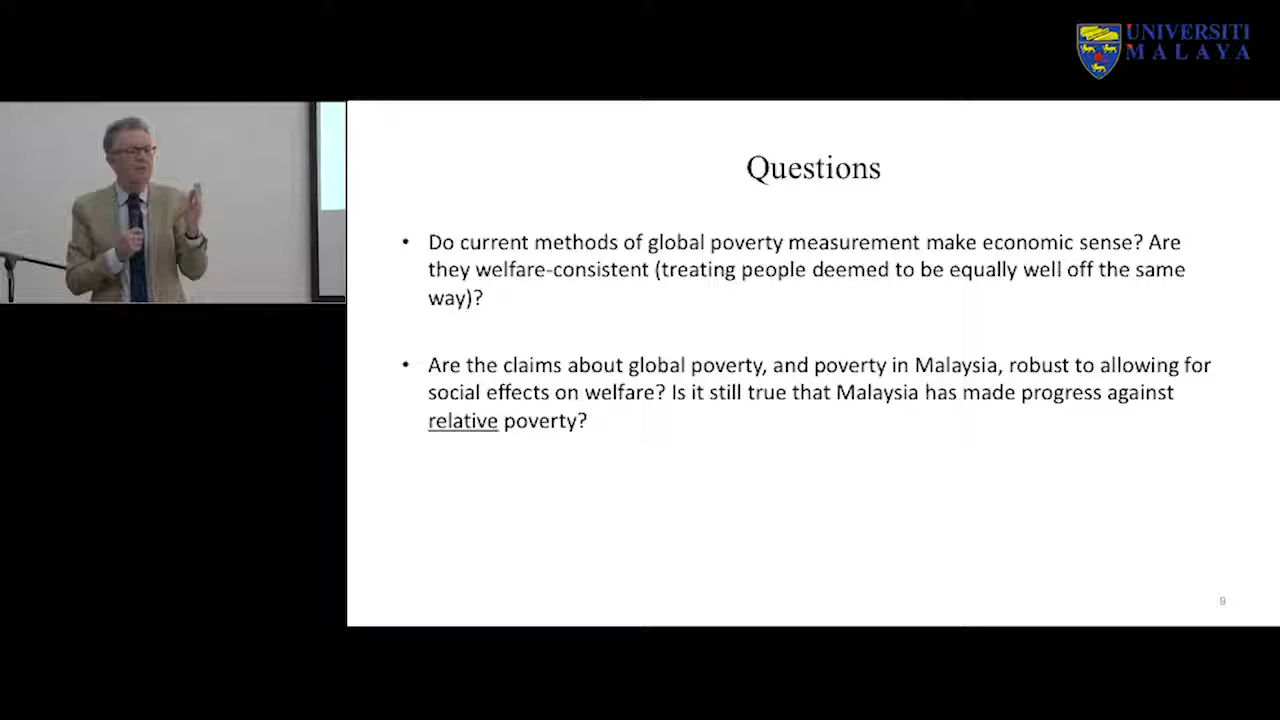 UNIVERSITI
MALAYA
Questions
• Do current methods of global poverty measurement make economic sense? Are
they welfare-consistent (treating people deemed to be equally well off the same
way)?
• Are the claims about global poverty, and poverty in Malaysia, robust to allowing for
social effects on welfare? Is it still true that Malaysia has made progress against
relative poverty?
9